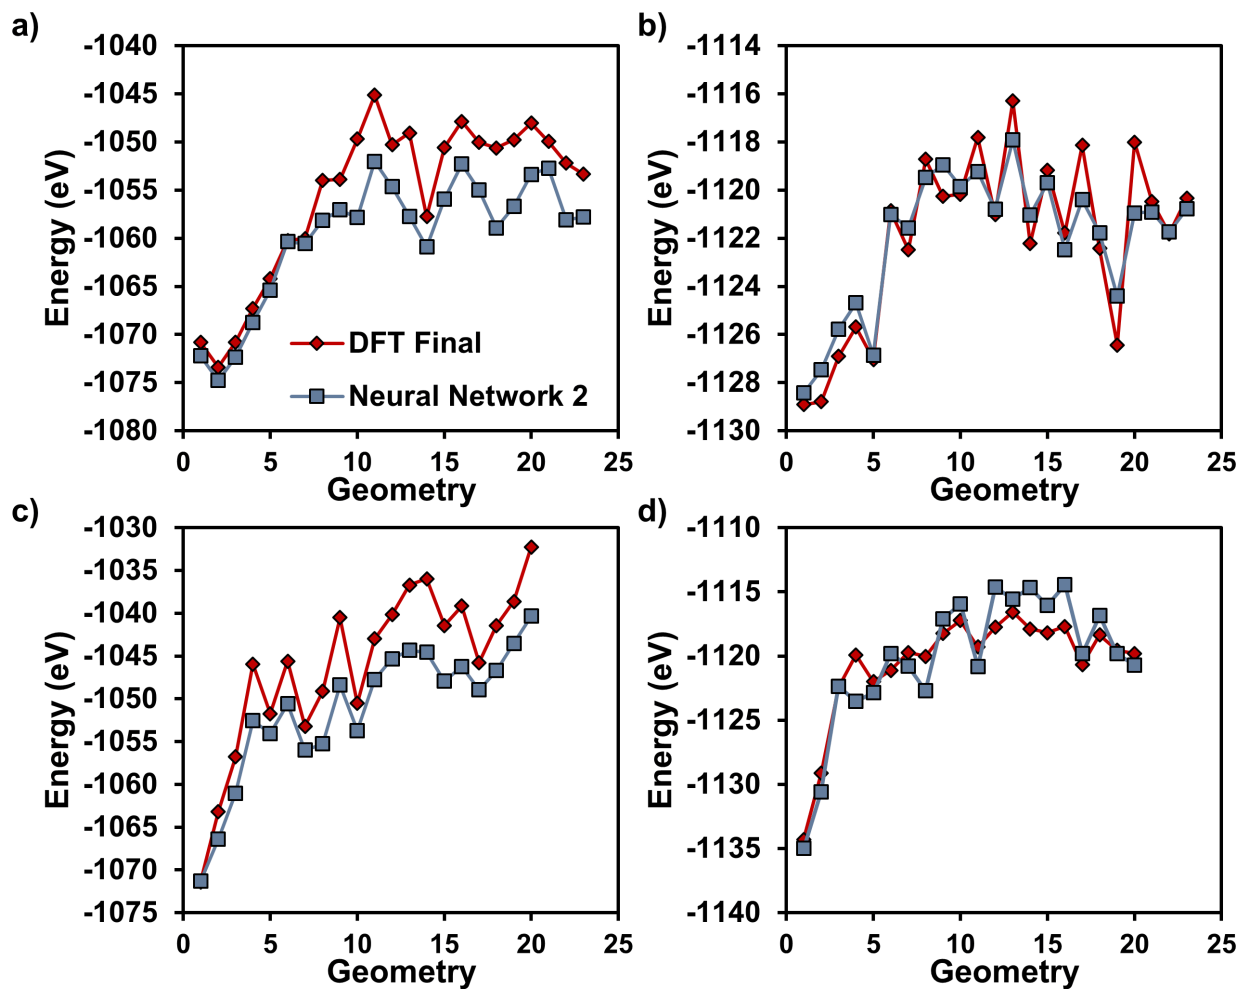 a)
-1040
-1045
-1050
-1055
-1060
-1065
-1070
-1075
-1080
Energy (eV)
DFT Final
Neural Network 2
0 5 10 15 20 25
Geometry
b)
-1114
-1116
-1118
-1120
-1122
-1124
-1126
-1128
-1130
Energy (eV)
0 5 10 15 20 25
Geometry
c)
-1030
-1035
-1040
-1045
-1050
-1055
-1060
-1065
-1070
-1075
Energy (eV)
0 5 10 15 20 25
Geometry
d)
-1110
-1115
-1120
-1125
-1130
-1135
-1140
Energy (eV)
0 5 10 15 20 25
Geometry